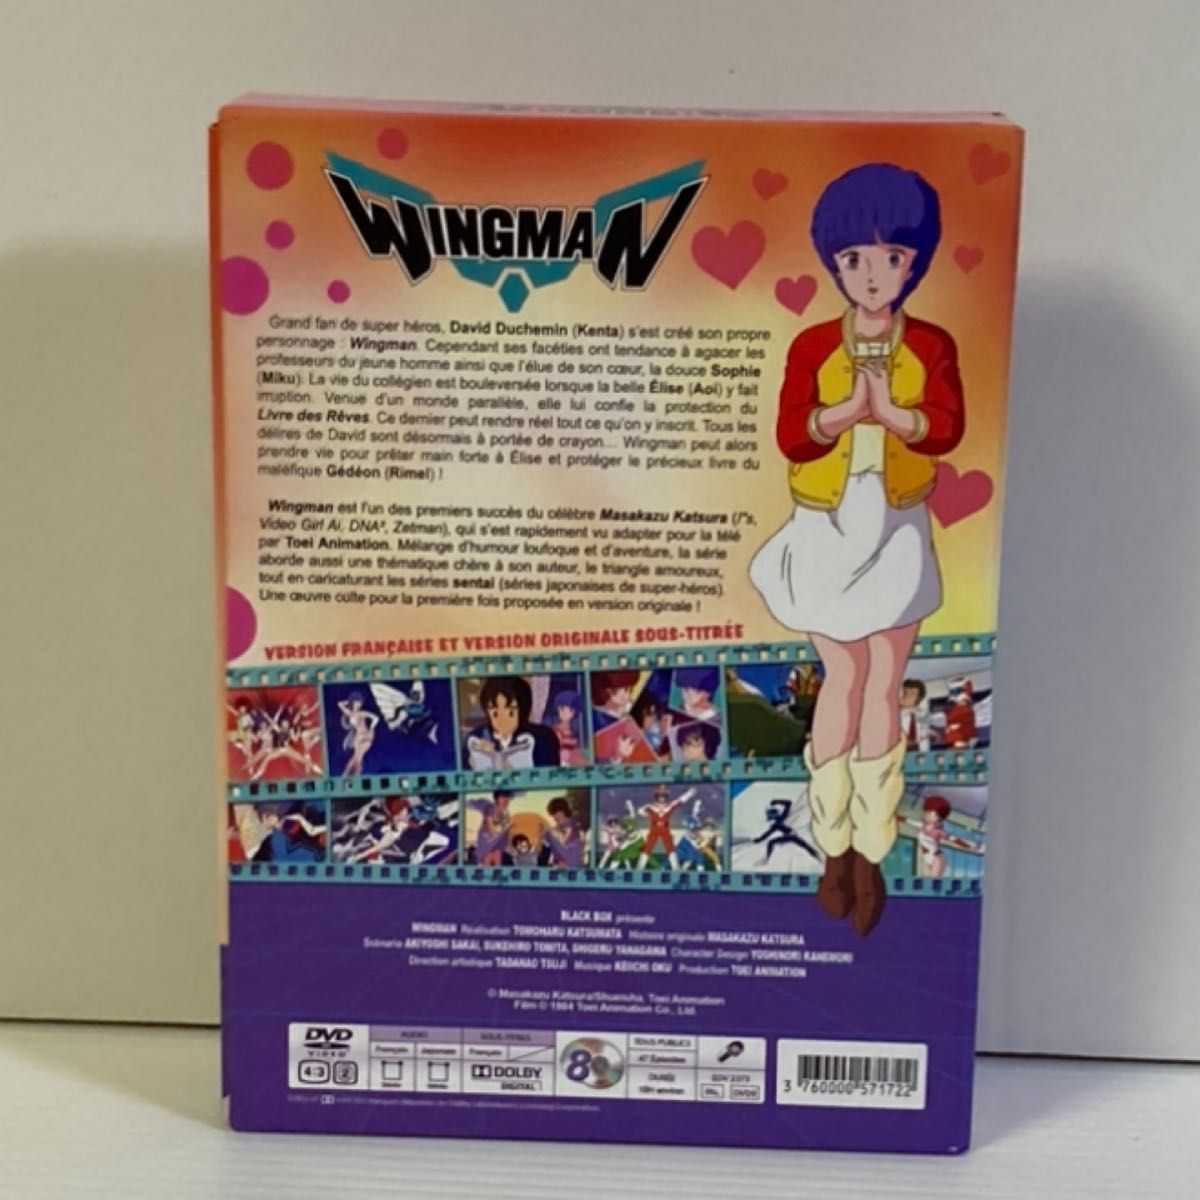 WINGMAN
Grand fan de super héros, David Duchemin (Kenta) s'est créé son propre
personnage : Wingman. Cependant ses facéties ont tendance à agacer les
professeurs du jeune homme ainsi que l'élue de son cœur, la douce Sophie
(Miku). La vie du collégien est bouleversée lorsque la belle Élise (Aoi) y fait
irruption. Venue d'un monde parallèle, elle lui confie la protection du
Livre des Rêves. Ce dernier peut rendre réel tout ce qu'on y inscrit. Tous les
délires de David sont désormais à portée de crayon... Wingman peut alors
prendre vie pour prêter main forte à Élise et protéger le précieux livre du
maléfique Gédéon (Rimel) !
Wingman est l'un des premiers succès du célèbre Masakazu Katsura (I"s,
Video Girl Ai, DNA², Zetman), qui s'est rapidement vu adapter pour la télé
par Toei Animation. Mélange d'humour loufoque et d'aventure, la série
aborde aussi une thématique chère à son auteur, le triangle amoureux,
tout en caricaturant les séries sentai (séries japonaises de super-héros).
Une œuvre culte pour la première fois proposée en version originale !
VERSION FRANÇAISE ET VERSION ORIGINALE SOUS-TITRÉE
BLACK BOX présente
WINGMAN Réalisation TOMOHARU KATSUMATA Histoire originale MASAKAZU KATSURA
Scénario AKIYOSHI SAKAI, SUKEHIRO TOMITA, SHIGERU YANAGAWA Character Design YOSHINORI KANEMORI
Direction artistique TADANAO TSUJI Musique KEIICHI OKU Production TOEI ANIMATION
© Masakazu Katsura/Shueisha, Toei Animation
Film © 1984 Toei Animation Co., Ltd.
DVD VIDEO
4:3 2
AUDIO
Français Japonais
SOUS-TITRES
Français
DOLBY DIGITAL
8
TOUS PUBLICS
47 Épisodes
DURÉE
PAL DVD9
3 760000 571722